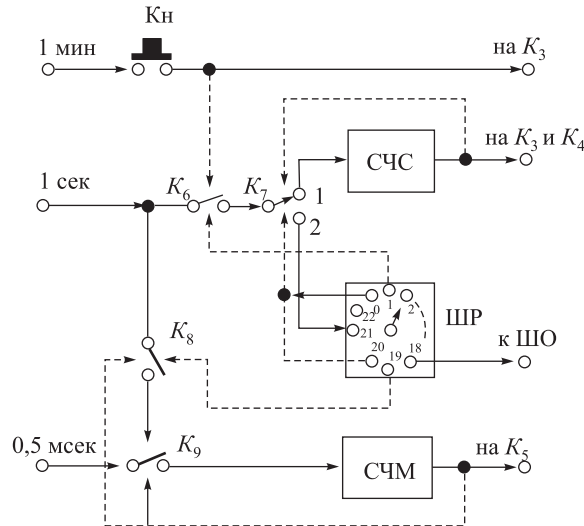 Кн
1 мин
на K3
на K3 и K4
СЧС
1 сек
K6
K7
1
2
0
1
2
22
21
20
19
18
ШР
к ШО
K8
0,5 мсек
K9
СЧМ
на K5